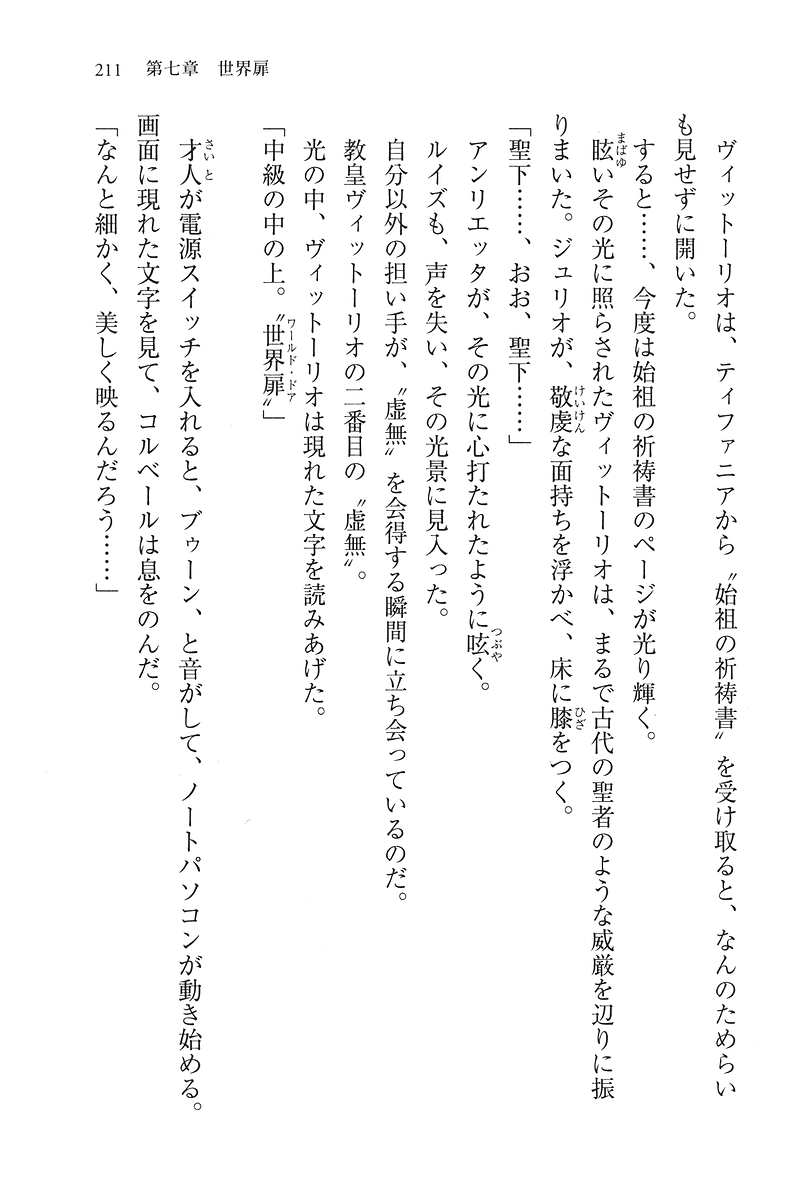 211　第七章　世界扉
　ヴィットーリオは、ティファニアから〝始祖の祈祷書〟を受け取ると、なんのためらい
も見せずに開いた。
　すると……、今度は始祖の祈祷書のページが光り輝く。
　眩いその光に照らされたヴィットーリオは、まるで古代の聖者のような威厳を辺りに振
りまいた。ジュリオが、敬虔な面持ちを浮かべ、床に膝をつく。
「聖下……、おお、聖下……」
　アンリエッタが、その光に心打たれたように呟く。
　ルイズも、声を失い、その光景に見入った。
　自分以外の担い手が、〝虚無〟を会得する瞬間に立ち会っているのだ。
　教皇ヴィットーリオの二番目の〝虚無〟。
　光の中、ヴィットーリオは現れた文字を読みあげた。
「中級の中の上。〝世界扉〟」
　才人が電源スイッチを入れると、ブゥーン、と音がして、ノートパソコンが動き始める。
画面に現れた文字を見て、コルベールは息をのんだ。
「なんと細かく、美しく映るんだろう……」
まばゆ
けいけん
ひざ
つぶや
ワールド・ドア
さいと